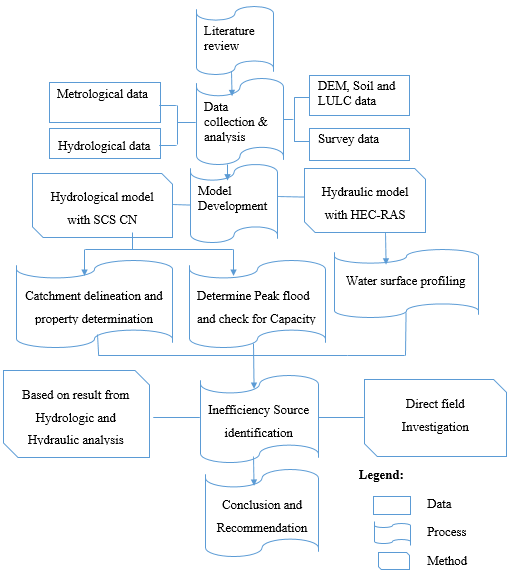 Literature
review
Metrological data
Hydrological data
Data
collection &
analysis
DEM, Soil and
LULC data
Survey data
Hydrological model
with SCS CN
Model
Development
Hydraulic model
with HEC-RAS
Catchment delineation and
property determination
Determine Peak flood
and check for Capacity
Water surface profiling
Based on result from
Hydrologic and
Hydraulic analysis
Inefficiency Source
identification
Direct field
Investigation
Conclusion and
Recommendation
Legend:
Data
Process
Method